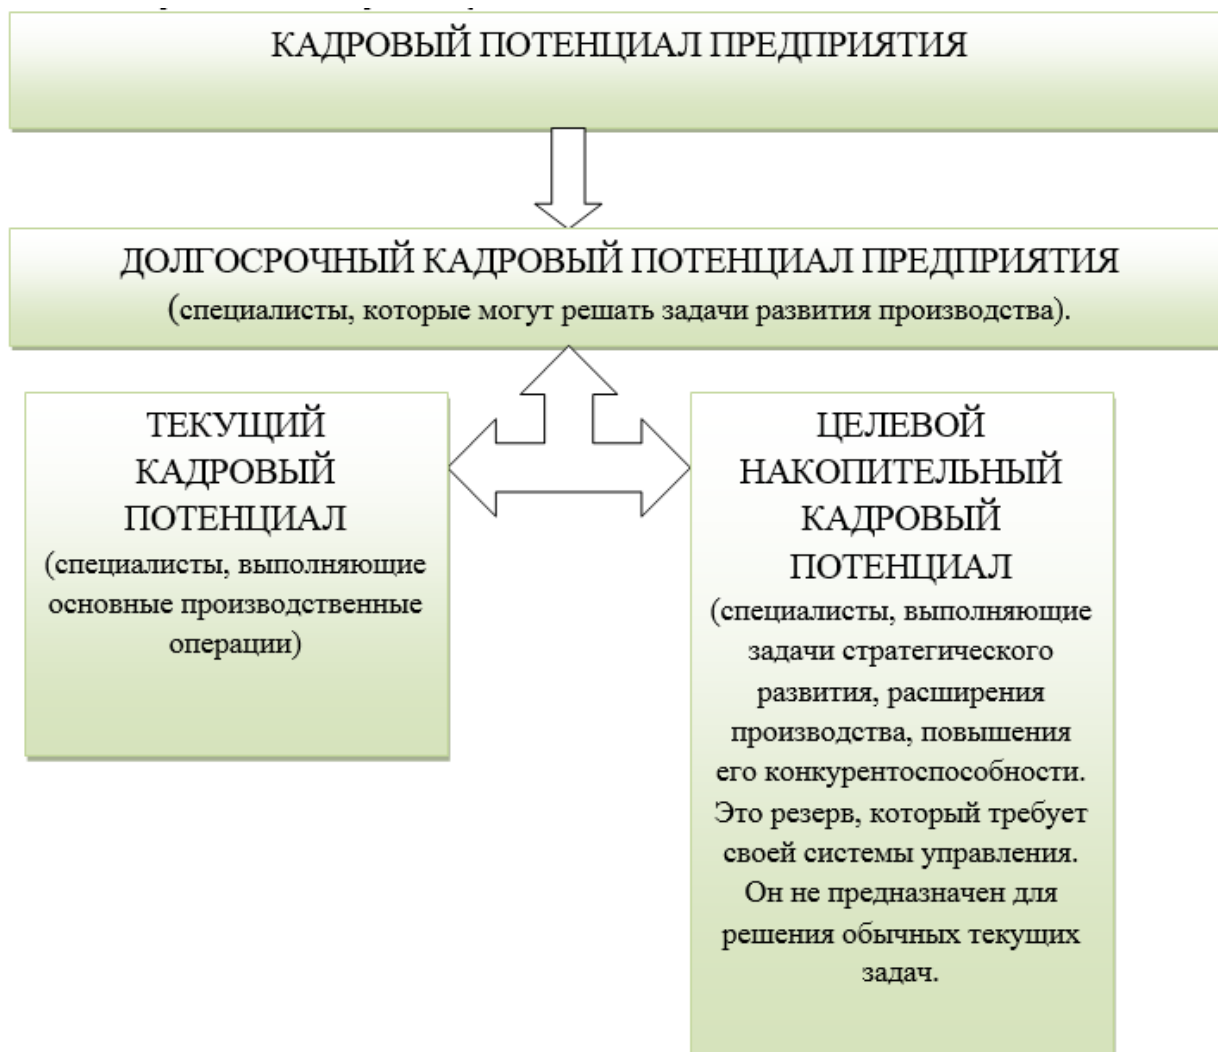 КАДРОВЫЙ ПОТЕНЦИАЛ ПРЕДПРИЯТИЯ
ДОЛГОСРОЧНЫЙ КАДРОВЫЙ ПОТЕНЦИАЛ ПРЕДПРИЯТИЯ
(специалисты, которые могут решать задачи развития производства).
ТЕКУЩИЙ
КАДРОВЫЙ
ПОТЕНЦИАЛ
(специалисты, выполняющие
основные производственные
операции)
ЦЕЛЕВОЙ
НАКОПИТЕЛЬНЫЙ
КАДРОВЫЙ
ПОТЕНЦИАЛ
(специалисты, выполняющие
задачи стратегического
развития, расширения
производства, повышения
его конкурентоспособности.
Это резерв, который требует
своей системы управления.
Он не предназначен для
решения обычных текущих
задач.